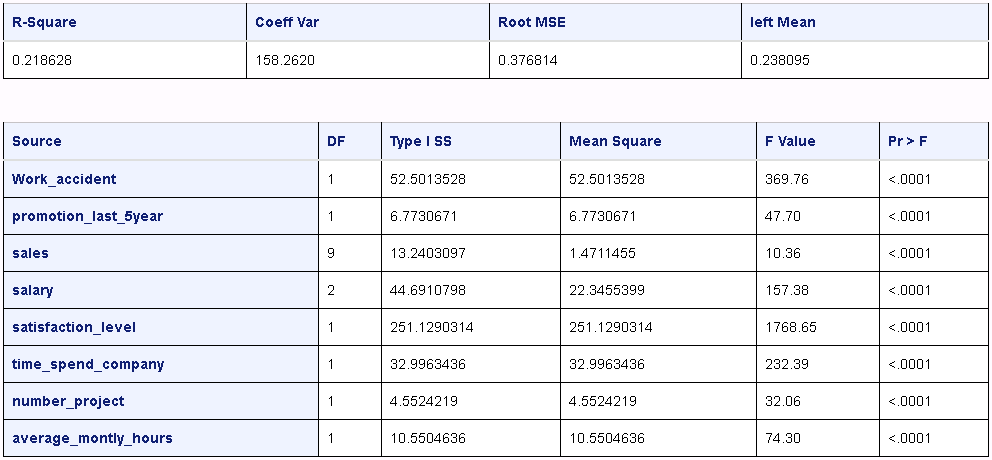 R-Square Coeff Var Root MSE left Mean
0.218628 158.2620 0.376814 0.238095
Source DF Type I SS Mean Square F Value Pr > F
Work_accident 1 52.5013528 52.5013528 369.76 <.0001
promotion_last_5year 1 6.7730671 6.7730671 47.70 <.0001
sales 9 13.2403097 1.4711455 10.36 <.0001
salary 2 44.6910798 22.3455399 157.38 <.0001
satisfaction_level 1 251.1290314 251.1290314 1768.65 <.0001
time_spend_company 1 32.9963436 32.9963436 232.39 <.0001
number_project 1 4.5524219 4.5524219 32.06 <.0001
average_montly_hours 1 10.5504636 10.5504636 74.30 <.0001